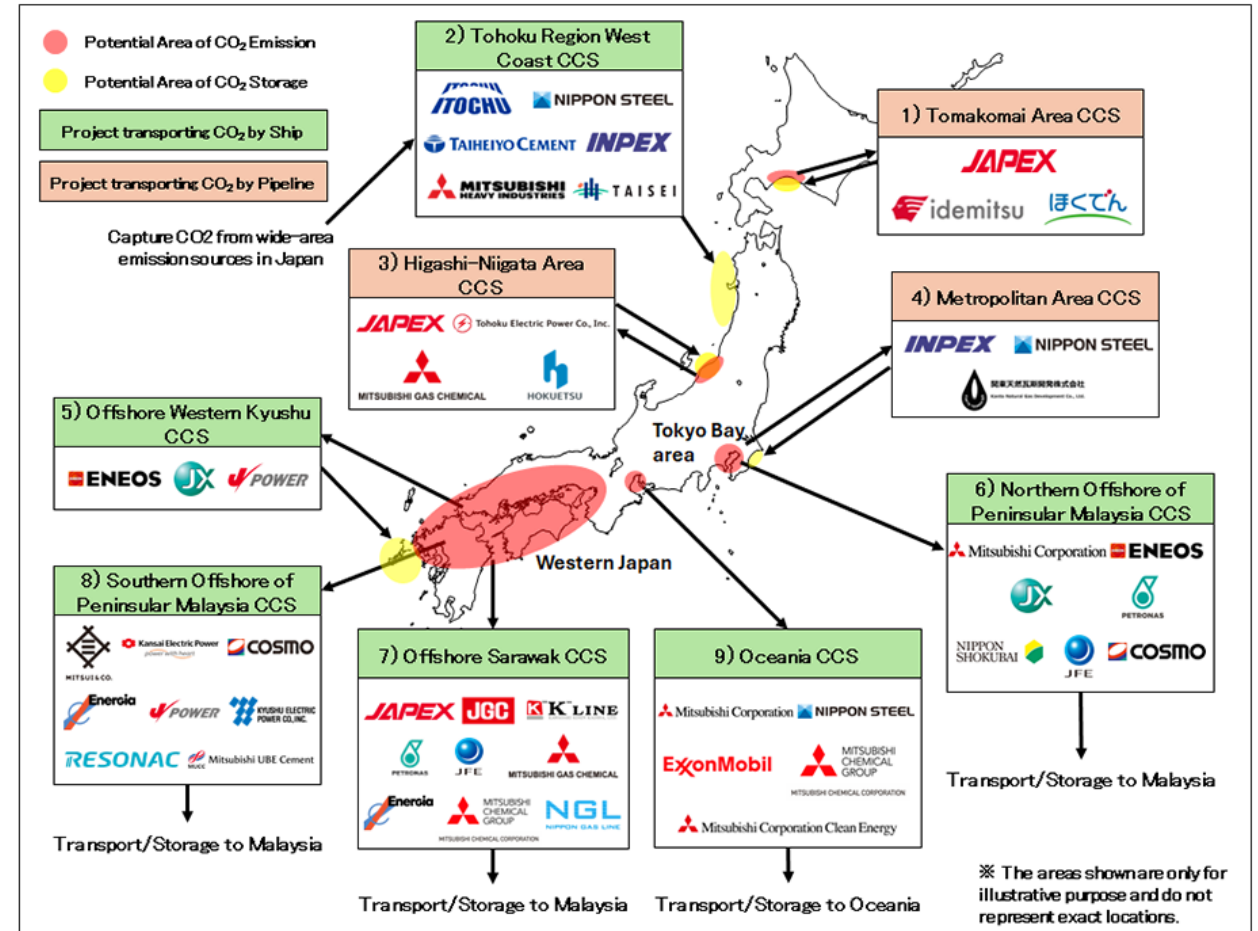 Potential Area of CO₂ Emission
Potential Area of CO₂ Storage
Project transporting CO₂ by Ship
Project transporting CO₂ by Pipeline
Capture CO2 from wide-area
emission sources in Japan
2) Tohoku Region West
Coast CCS
ITOCHU
ITOCHU
NIPPON STEEL
TAIHEIYO CEMENT
INPEX
MITSUBISHI
HEAVY INDUSTRIES
TAISEI
1) Tomakomai Area CCS
JAPEX
idemitsu
ほくでん
3) Higashi-Niigata Area
CCS
JAPEX
Tohoku Electric Power Co., Inc.
MITSUBISHI GAS CHEMICAL
HOKUETSU
4) Metropolitan Area CCS
INPEX
NIPPON STEEL
関東天然瓦斯開発株式会社
Kanto Natural Gas Development Co., Ltd.
5) Offshore Western Kyushu
CCS
ENEOS
JX
POWER
Tokyo Bay
area
Western Japan
6) Northern Offshore of
Peninsular Malaysia CCS
Mitsubishi Corporation
ENEOS
JX
PETRONAS
NIPPON
SHOKUBAI
JFE
COSMO
Transport/Storage to Malaysia
8) Southern Offshore of
Peninsular Malaysia CCS
MITSUI & CO.
Kansai Electric Power
power with heart
COSMO
Energia
POWER
KYUSHU ELECTRIC
POWER CO., INC.
RESONAC
MUCC
Mitsubishi UBE Cement
Transport/Storage to Malaysia
7) Offshore Sarawak CCS
JAPEX
JGC
"K" LINE
PETRONAS
JFE
MITSUBISHI GAS CHEMICAL
Energia
MITSUBISHI
CHEMICAL
GROUP
MITSUBISHI CHEMICAL CORPORATION
NGL
NIPPON GAS LINE
Transport/Storage to Malaysia
9) Oceania CCS
Mitsubishi Corporation
NIPPON STEEL
ExxonMobil
MITSUBISHI
CHEMICAL
GROUP
MITSUBISHI CHEMICAL CORPORATION
Mitsubishi Corporation Clean Energy
Transport/Storage to Oceania
※ The areas shown are only for
illustrative purpose and do not
represent exact locations.